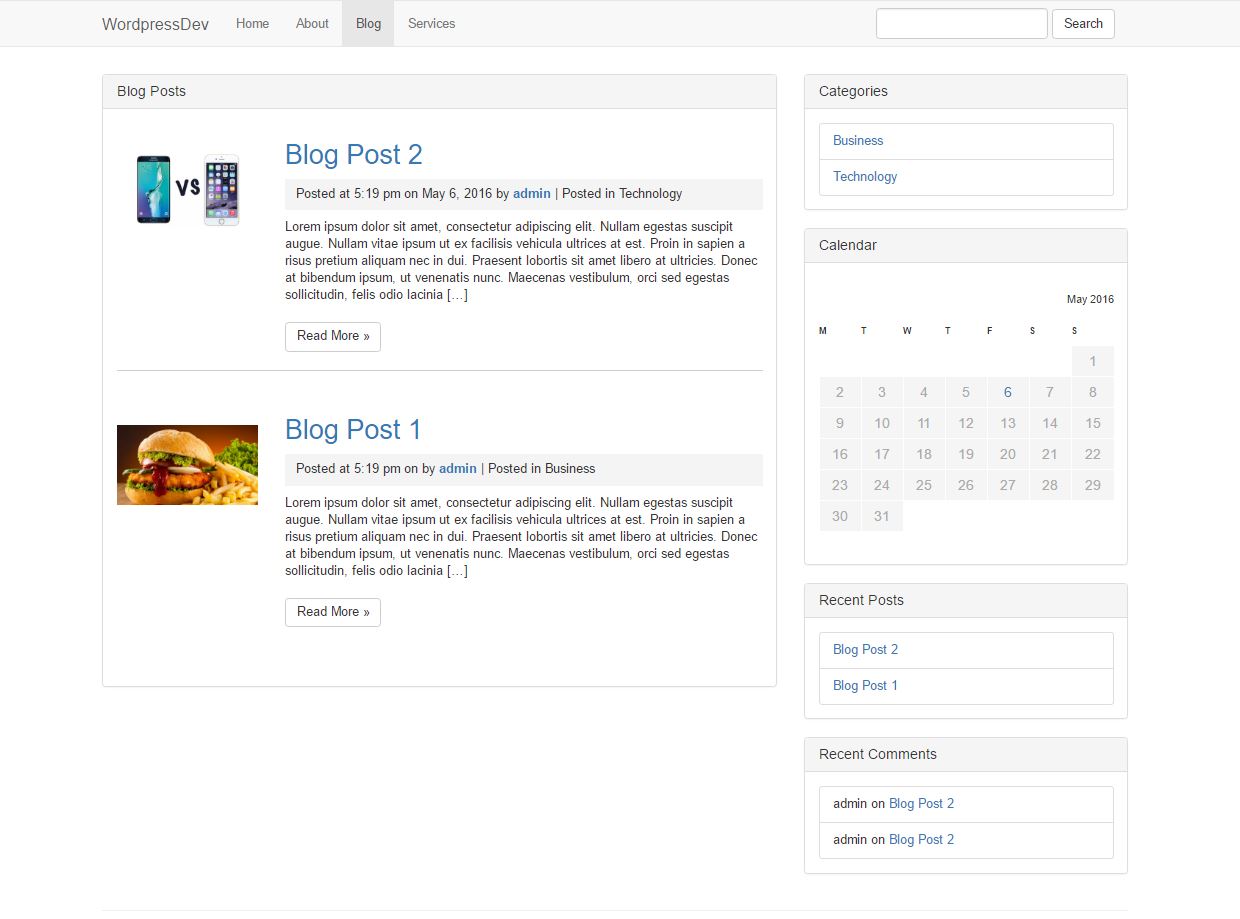 WordpressDev Home About Blog Services Search
Blog Posts
VS
Blog Post 2
Posted at 5:19 pm on May 6, 2016 by admin | Posted in Technology
Lorem ipsum dolor sit amet, consectetur adipiscing elit. Nullam egestas suscipit
augue. Nullam vitae ipsum ut ex facilisis vehicula ultrices at est. Proin in sapien a
risus pretium aliquam nec in dui. Praesent lobortis sit amet libero at ultricies. Donec
at bibendum ipsum, ut venenatis nunc. Maecenas vestibulum, orci sed egestas
sollicitudin, felis odio lacinia […]
Read More »
Blog Post 1
Posted at 5:19 pm on by admin | Posted in Business
Lorem ipsum dolor sit amet, consectetur adipiscing elit. Nullam egestas suscipit
augue. Nullam vitae ipsum ut ex facilisis vehicula ultrices at est. Proin in sapien a
risus pretium aliquam nec in dui. Praesent lobortis sit amet libero at ultricies. Donec
at bibendum ipsum, ut venenatis nunc. Maecenas vestibulum, orci sed egestas
sollicitudin, felis odio lacinia […]
Read More »
Categories
Business
Technology
Calendar
May 2016
M T W T F S S
1
2 3 4 5 6 7 8
9 10 11 12 13 14 15
16 17 18 19 20 21 22
23 24 25 26 27 28 29
30 31
Recent Posts
Blog Post 2
Blog Post 1
Recent Comments
admin on Blog Post 2
admin on Blog Post 2